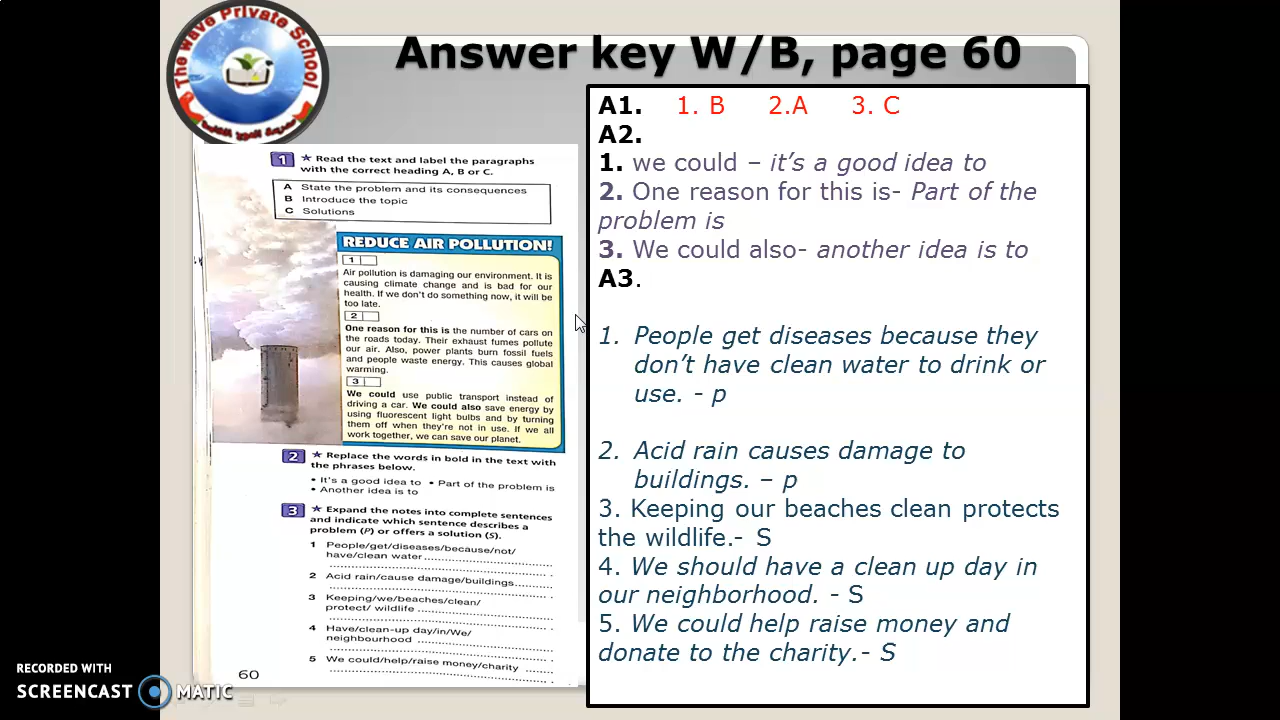 The wave Private School
Answer key W/B, page 60
1 ★ Read the text and label the paragraphs
with the correct heading A, B or C.
A State the problem and its consequences
B Introduce the topic
C Solutions
REDUCE AIR POLLUTION!
1
Air pollution is damaging our environment. It is
causing climate change and is bad for our
health. If we don't do something now, it will be
too late.
2
One reason for this is the number of cars on
the roads today. Their exhaust fumes pollute
our air. Also, power plants burn fossil fuels
and people waste energy. This causes global
warming.
3
We could use public transport instead of
driving a car. We could also save energy by
using fluorescent light bulbs and by turning
them off when they're not in use. If we all
work together, we can save our planet.
2 ★ Replace the words in bold in the text with
the phrases below.
• It's a good idea to • Part of the problem is
• Another idea is to
3 ★ Expand the notes into complete sentences
and indicate which sentence describes a
problem (P) or offers a solution (S).
1 People/get/diseases/because/not/
have/clean water
2 Acid rain/cause damage/buildings
3 Keeping/we/beaches/clean/
protect/ wildlife
4 Have/clean-up day/in/We/
neighbourhood
5 We could/help/raise money/charity
60
A1. 1. B 2.A 3. C
A2.
1. we could – it's a good idea to
2. One reason for this is- Part of the
problem is
3. We could also- another idea is to
A3.
1. People get diseases because they
don't have clean water to drink or
use. - p
2. Acid rain causes damage to
buildings. – p
3. Keeping our beaches clean protects
the wildlife.- S
4. We should have a clean up day in
our neighborhood. - S
5. We could help raise money and
donate to the charity.- S
RECORDED WITH
SCREENCAST MATIC